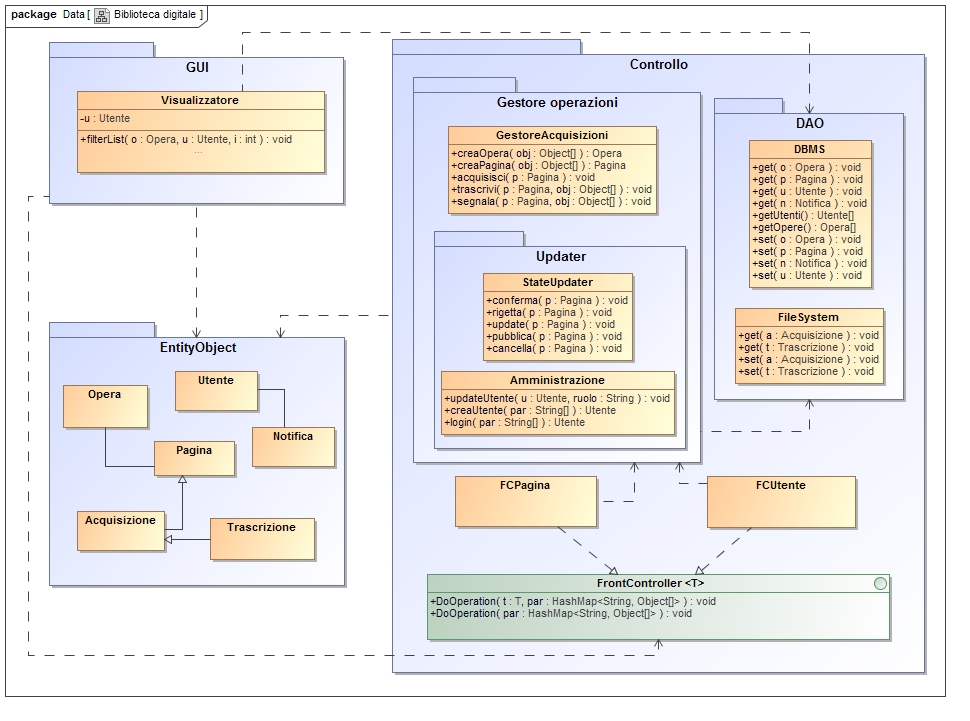 package Data [ Biblioteca digitale ]
GUI
Visualizzatore
-u : Utente
+filterList( o : Opera, u : Utente, i : int ) : void
...
EntityObject
Opera
Utente
Notifica
Pagina
Acquisizione
Trascrizione
Controllo
Gestore operazioni
GestoreAcquisizioni
+creaOpera( obj : Object[] ) : Opera
+creaPagina( obj : Object[] ) : Pagina
+acquisisci( p : Pagina ) : void
+trascrivi( p : Pagina, obj : Object[] ) : void
+segnala( p : Pagina, obj : Object[] ) : void
Updater
StateUpdater
+conferma( p : Pagina ) : void
+rigetta( p : Pagina ) : void
+update( p : Pagina ) : void
+pubblica( p : Pagina ) : void
+cancella( p : Pagina ) : void
Amministrazione
+updateUtente( u : Utente, ruolo : String ) : void
+creaUtente( par : String[] ) : Utente
+login( par : String[] ) : Utente
DAO
DBMS
+get( o : Opera ) : void
+get( p : Pagina ) : void
+get( u : Utente ) : void
+get( n : Notifica ) : void
+getUtenti() : Utente[]
+getOpere() : Opera[]
+set( o : Opera ) : void
+set( p : Pagina ) : void
+set( n : Notifica ) : void
+set( u : Utente ) : void
FileSystem
+get( a : Acquisizione ) : void
+get( t : Trascrizione ) : void
+set( a : Acquisizione ) : void
+set( t : Trascrizione ) : void
FCPagina
FCUtente
FrontController <T>
+DoOperation( t : T, par : HashMap<String, Object[]> ) : void
+DoOperation( par : HashMap<String, Object[]> ) : void